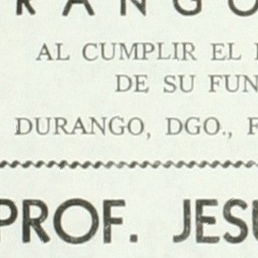 RANGO
AL CUMPLIR EL
DE SU FUN
DURANGO, DGO., F
PROF. JESU